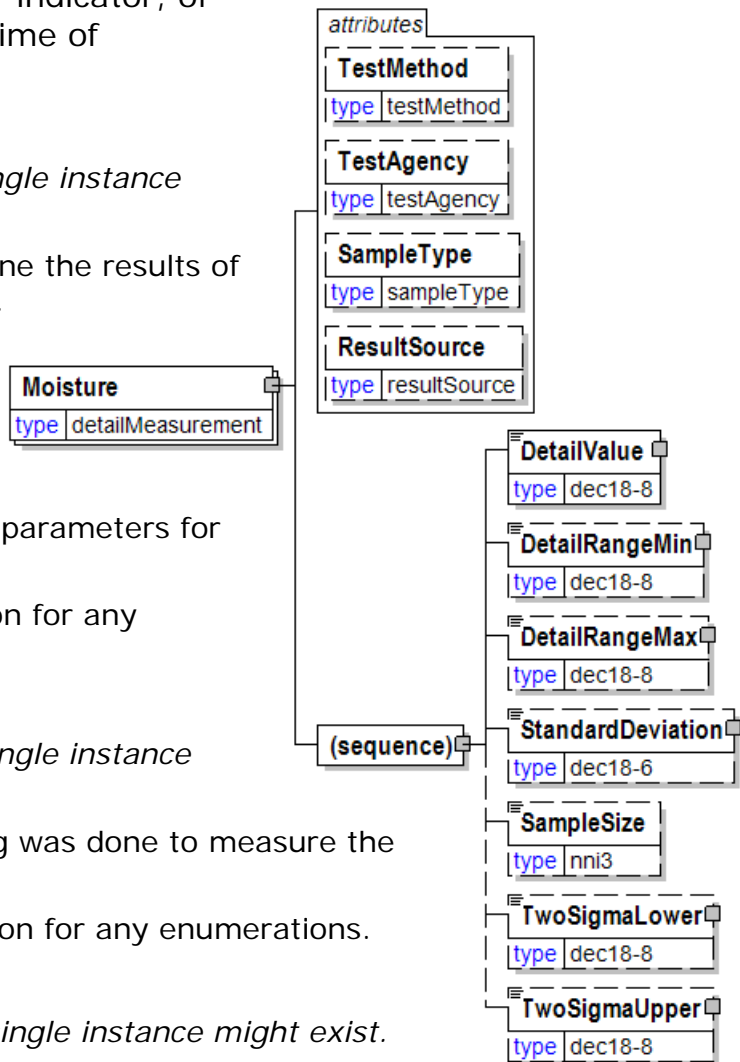 indicator, or
ime of
ngle instance
ne the results of
parameters for
on for any
ngle instance
g was done to measure the
on for any enumerations.
ingle instance might exist.
attributes
TestMethod
type testMethod
TestAgency
type testAgency
SampleType
type sampleType
ResultSource
type resultSource
Moisture
type detailMeasurement
(sequence)
DetailValue
type dec18-8
DetailRangeMin
type dec18-8
DetailRangeMax
type dec18-8
StandardDeviation
type dec18-6
SampleSize
type nni3
TwoSigmaLower
type dec18-8
TwoSigmaUpper
type dec18-8